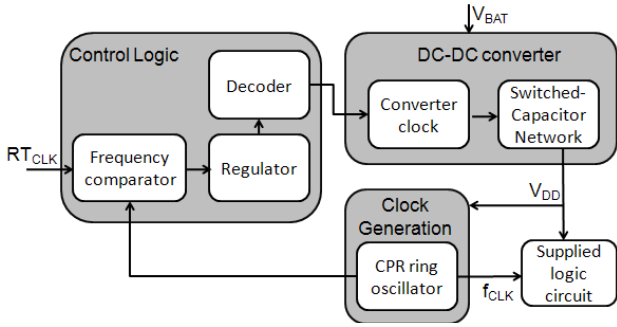 V_BAT
Control Logic
DC-DC converter
Decoder
Converter
clock
Switched-
Capacitor
Network
RT_CLK
Frequency
comparator
Regulator
V_DD
Clock
Generation
CPR ring
oscillator
f_CLK
Supplied
logic
circuit